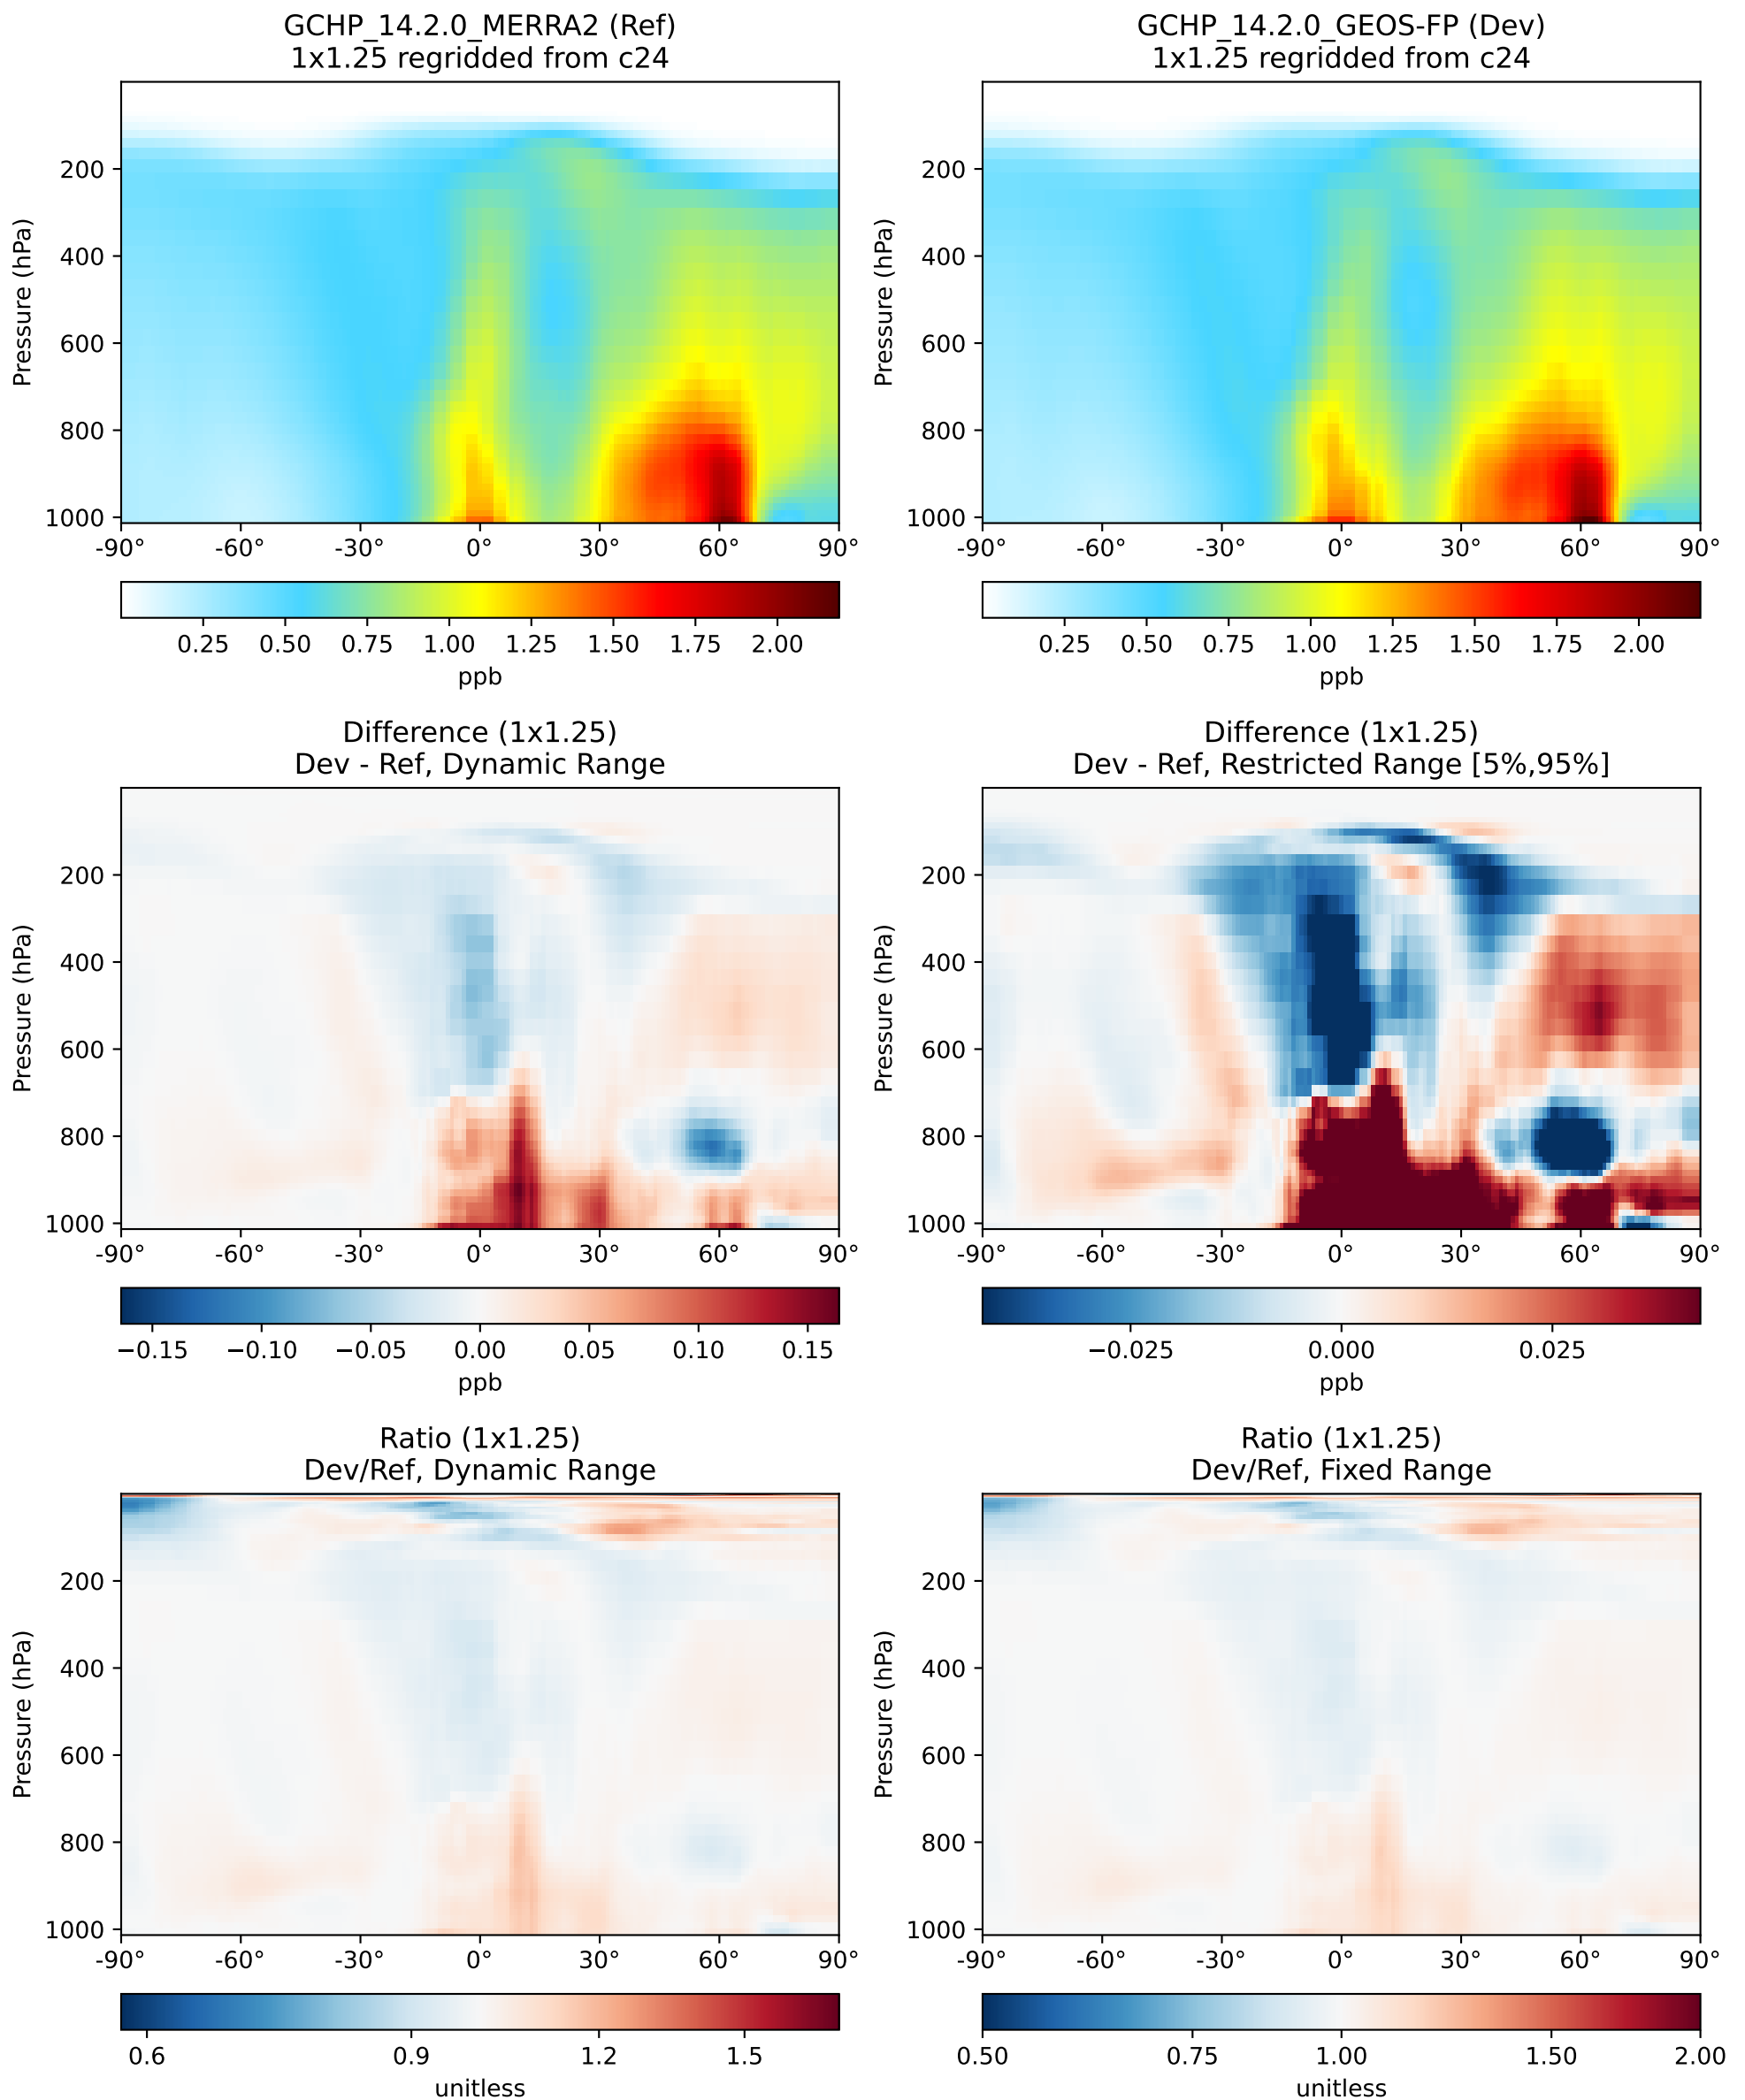 GCHP_14.2.0_MERRA2 (Ref)
1x1.25 regridded from c24
Pressure (hPa)
200
400
600
800
1000
-90° -60° -30° 0° 30° 60° 90°
0.25 0.50 0.75 1.00 1.25 1.50 1.75 2.00
ppb
GCHP_14.2.0_GEOS-FP (Dev)
1x1.25 regridded from c24
Pressure (hPa)
200
400
600
800
1000
-90° -60° -30° 0° 30° 60° 90°
0.25 0.50 0.75 1.00 1.25 1.50 1.75 2.00
ppb
Difference (1x1.25)
Dev - Ref, Dynamic Range
Pressure (hPa)
200
400
600
800
1000
-90° -60° -30° 0° 30° 60° 90°
−0.15 −0.10 −0.05 0.00 0.05 0.10 0.15
ppb
Difference (1x1.25)
Dev - Ref, Restricted Range [5%,95%]
Pressure (hPa)
200
400
600
800
1000
-90° -60° -30° 0° 30° 60° 90°
−0.025 0.000 0.025
ppb
Ratio (1x1.25)
Dev/Ref, Dynamic Range
Pressure (hPa)
200
400
600
800
1000
-90° -60° -30° 0° 30° 60° 90°
0.6 0.9 1.2 1.5
unitless
Ratio (1x1.25)
Dev/Ref, Fixed Range
Pressure (hPa)
200
400
600
800
1000
-90° -60° -30° 0° 30° 60° 90°
0.50 0.75 1.00 1.50 2.00
unitless